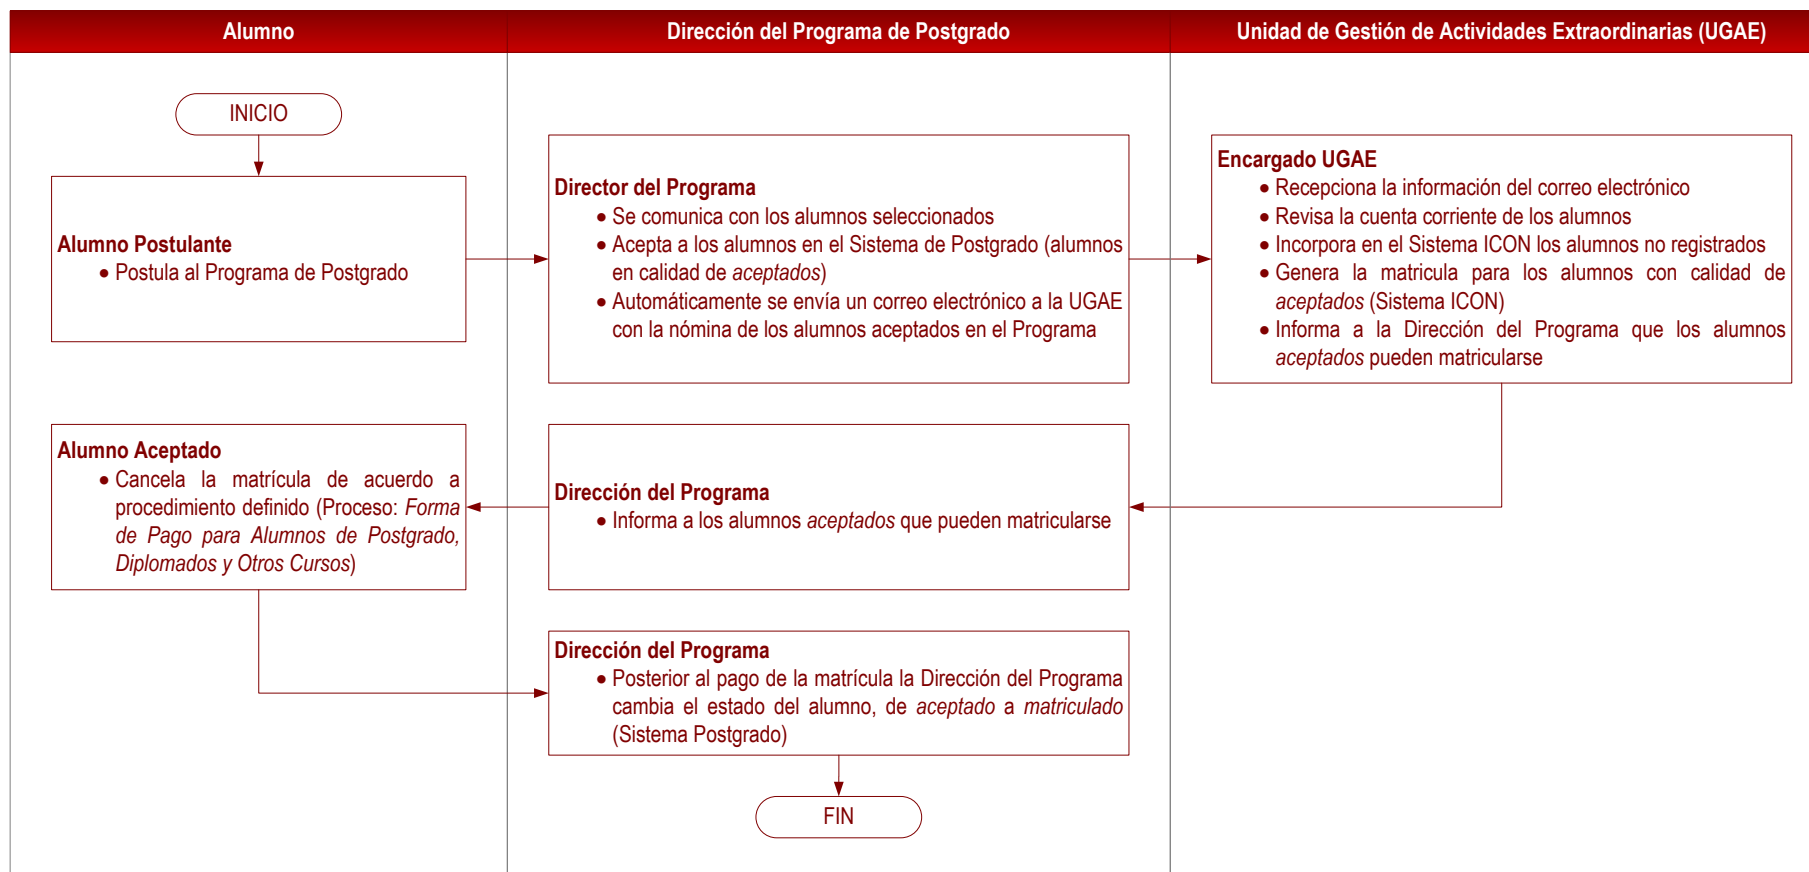 Alumno
Dirección del Programa de Postgrado
Unidad de Gestión de Actividades Extraordinarias (UGAE)
INICIO
Alumno Postulante
• Postula al Programa de Postgrado
Director del Programa
• Se comunica con los alumnos seleccionados
• Acepta a los alumnos en el Sistema de Postgrado (alumnos
en calidad de aceptados)
• Automáticamente se envía un correo electrónico a la UGAE
con la nómina de los alumnos aceptados en el Programa
Encargado UGAE
• Recepciona la información del correo electrónico
• Revisa la cuenta corriente de los alumnos
• Incorpora en el Sistema ICON los alumnos no registrados
• Genera la matricula para los alumnos con calidad de
aceptados (Sistema ICON)
• Informa a la Dirección del Programa que los alumnos
aceptados pueden matricularse
Alumno Aceptado
• Cancela la matrícula de acuerdo a
procedimiento definido (Proceso: Forma
de Pago para Alumnos de Postgrado,
Diplomados y Otros Cursos)
Dirección del Programa
• Informa a los alumnos aceptados que pueden matricularse
Dirección del Programa
• Posterior al pago de la matrícula la Dirección del Programa
cambia el estado del alumno, de aceptado a matriculado
(Sistema Postgrado)
FIN